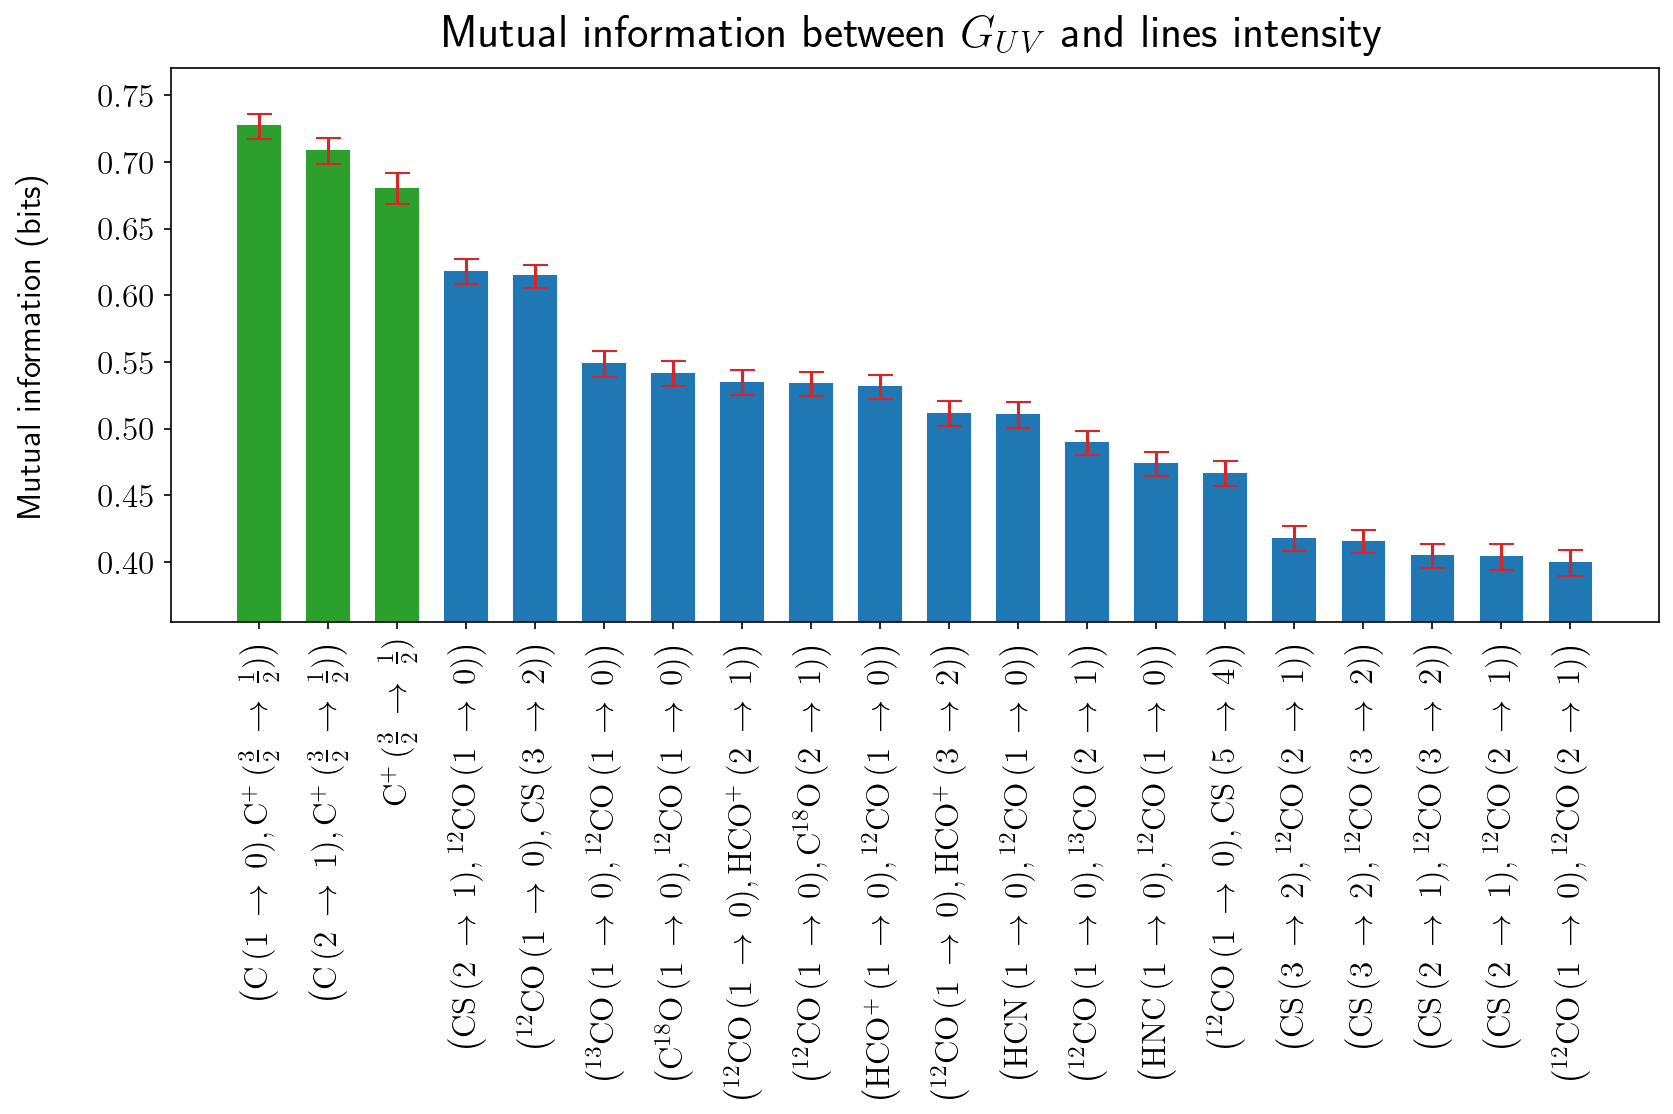 Mutual information between G_{UV} and lines intensity
Mutual information (bits)
0.75
0.70
0.65
0.60
0.55
0.50
0.45
0.40
(C (1 → 0), C⁺ (3/2 → 1/2))
(C (2 → 1), C⁺ (3/2 → 1/2))
C⁺ (3/2 → 1/2)
(CS (2 → 1), ¹²CO (1 → 0))
(¹²CO (1 → 0), CS (3 → 2))
(¹³CO (1 → 0), ¹²CO (1 → 0))
(C¹⁸O (1 → 0), ¹²CO (1 → 0))
(¹²CO (1 → 0), HCO⁺ (2 → 1))
(¹²CO (1 → 0), C¹⁸O (2 → 1))
(HCO⁺ (1 → 0), ¹²CO (1 → 0))
(¹²CO (1 → 0), HCO⁺ (3 → 2))
(HCN (1 → 0), ¹²CO (1 → 0))
(¹²CO (1 → 0), ¹³CO (2 → 1))
(HNC (1 → 0), ¹²CO (1 → 0))
(¹²CO (1 → 0), CS (5 → 4))
(CS (3 → 2), ¹²CO (2 → 1))
(CS (3 → 2), ¹²CO (3 → 2))
(CS (2 → 1), ¹²CO (3 → 2))
(CS (2 → 1), ¹²CO (2 → 1))
(¹²CO (1 → 0), ¹²CO (2 → 1))